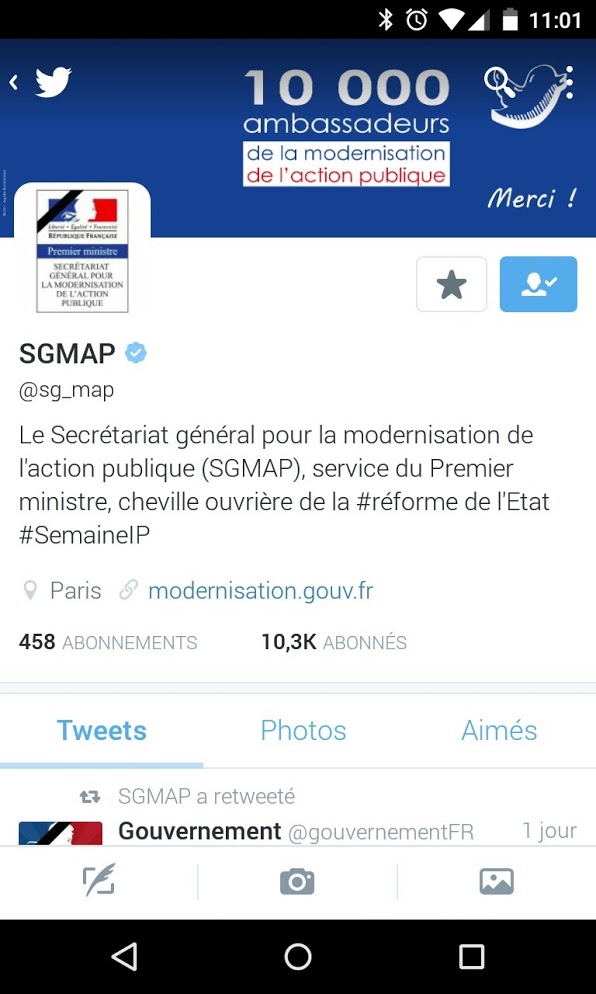 11:01
10 000
ambassadeurs
de la modernisation
de l'action publique
Merci !
Liberté • Égalité • Fraternité
RÉPUBLIQUE FRANÇAISE
Premier ministre
SECRÉTARIAT
GÉNÉRAL POUR
LA MODERNISATION
DE L'ACTION
PUBLIQUE
SGMAP
@sg_map
Le Secrétariat général pour la modernisation de
l'action publique (SGMAP), service du Premier
ministre, cheville ouvrière de la #réforme de l'Etat
#SemaineIP
Paris modernisation.gouv.fr
458 ABONNEMENTS 10,3K ABONNÉS
Tweets Photos Aimés
SGMAP a retweeté
Gouvernement @gouvernementFR 1 jour